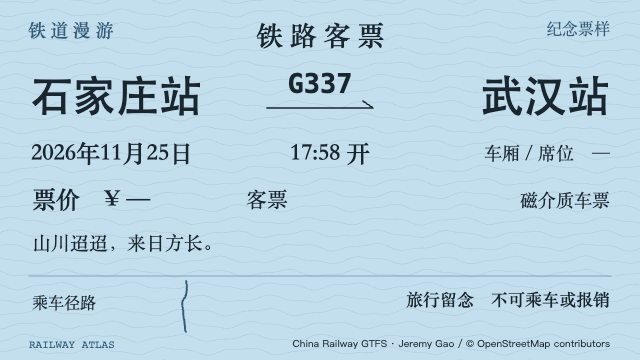 铁道漫游 铁路客票 纪念票样
石家庄站 G337 武汉站
2026年11月25日 17:58 开 车厢 / 席位 —
票价 ￥— 客票 磁介质车票
山川迢迢，来日方长。
乘车径路 旅行留念 不可乘车或报销
RAILWAY ATLAS China Railway GTFS · Jeremy Gao / © OpenStreetMap contributors